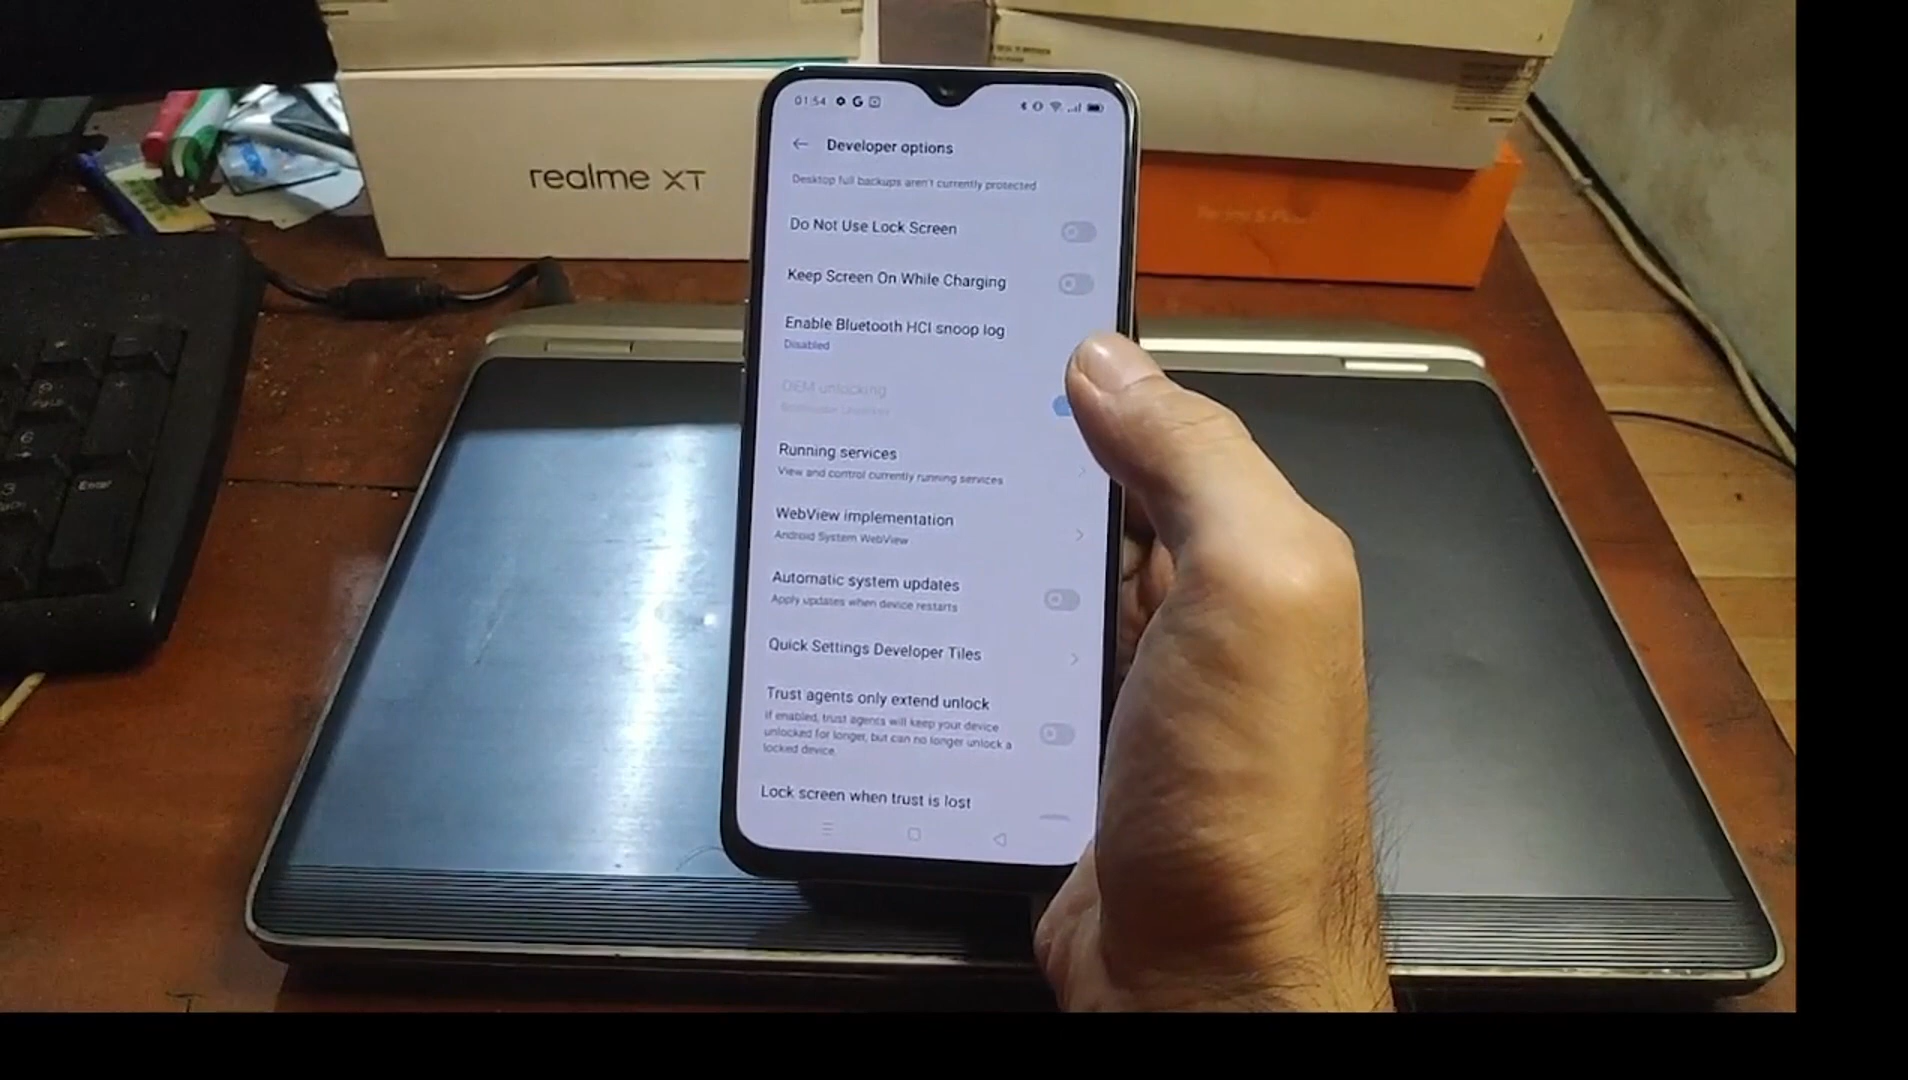 realme XT
01:54
Developer options
Desktop full backups aren't currently protected
Do Not Use Lock Screen
Keep Screen On While Charging
Enable Bluetooth HCI snoop log
Disabled
OEM unlocking
Running services
View and control currently running services
WebView implementation
Android System WebView
Automatic system updates
Apply updates when device restarts
Quick Settings Developer Tiles
Trust agents only extend unlock
If enabled, trust agents will keep your device
unlocked for longer, but can no longer unlock a
locked device.
Lock screen when trust is lost
6
3
Enter